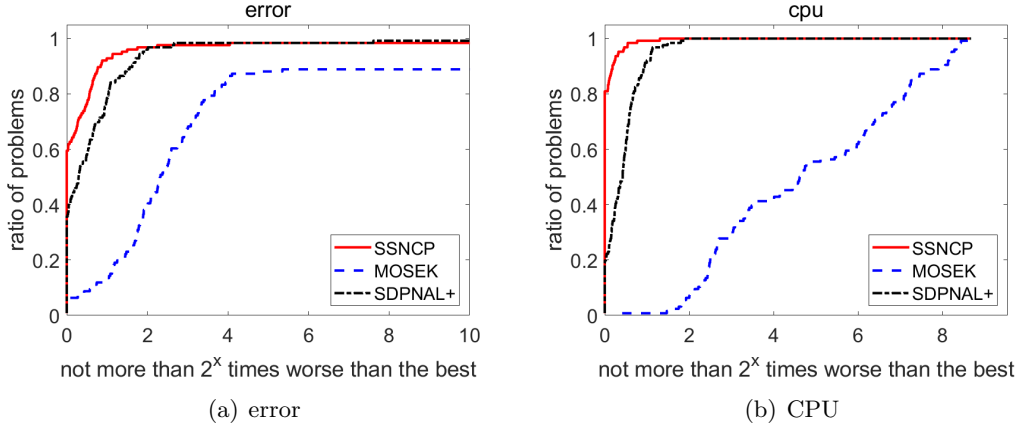 error
1
0.8
0.6
0.4
0.2
0
ratio of problems
SSNCP
MOSEK
SDPNAL+
0 2 4 6 8 10
not more than 2^x times worse than the best
(a) error
cpu
1
0.8
0.6
0.4
0.2
0
ratio of problems
SSNCP
MOSEK
SDPNAL+
0 2 4 6 8
not more than 2^x times worse than the best
(b) CPU